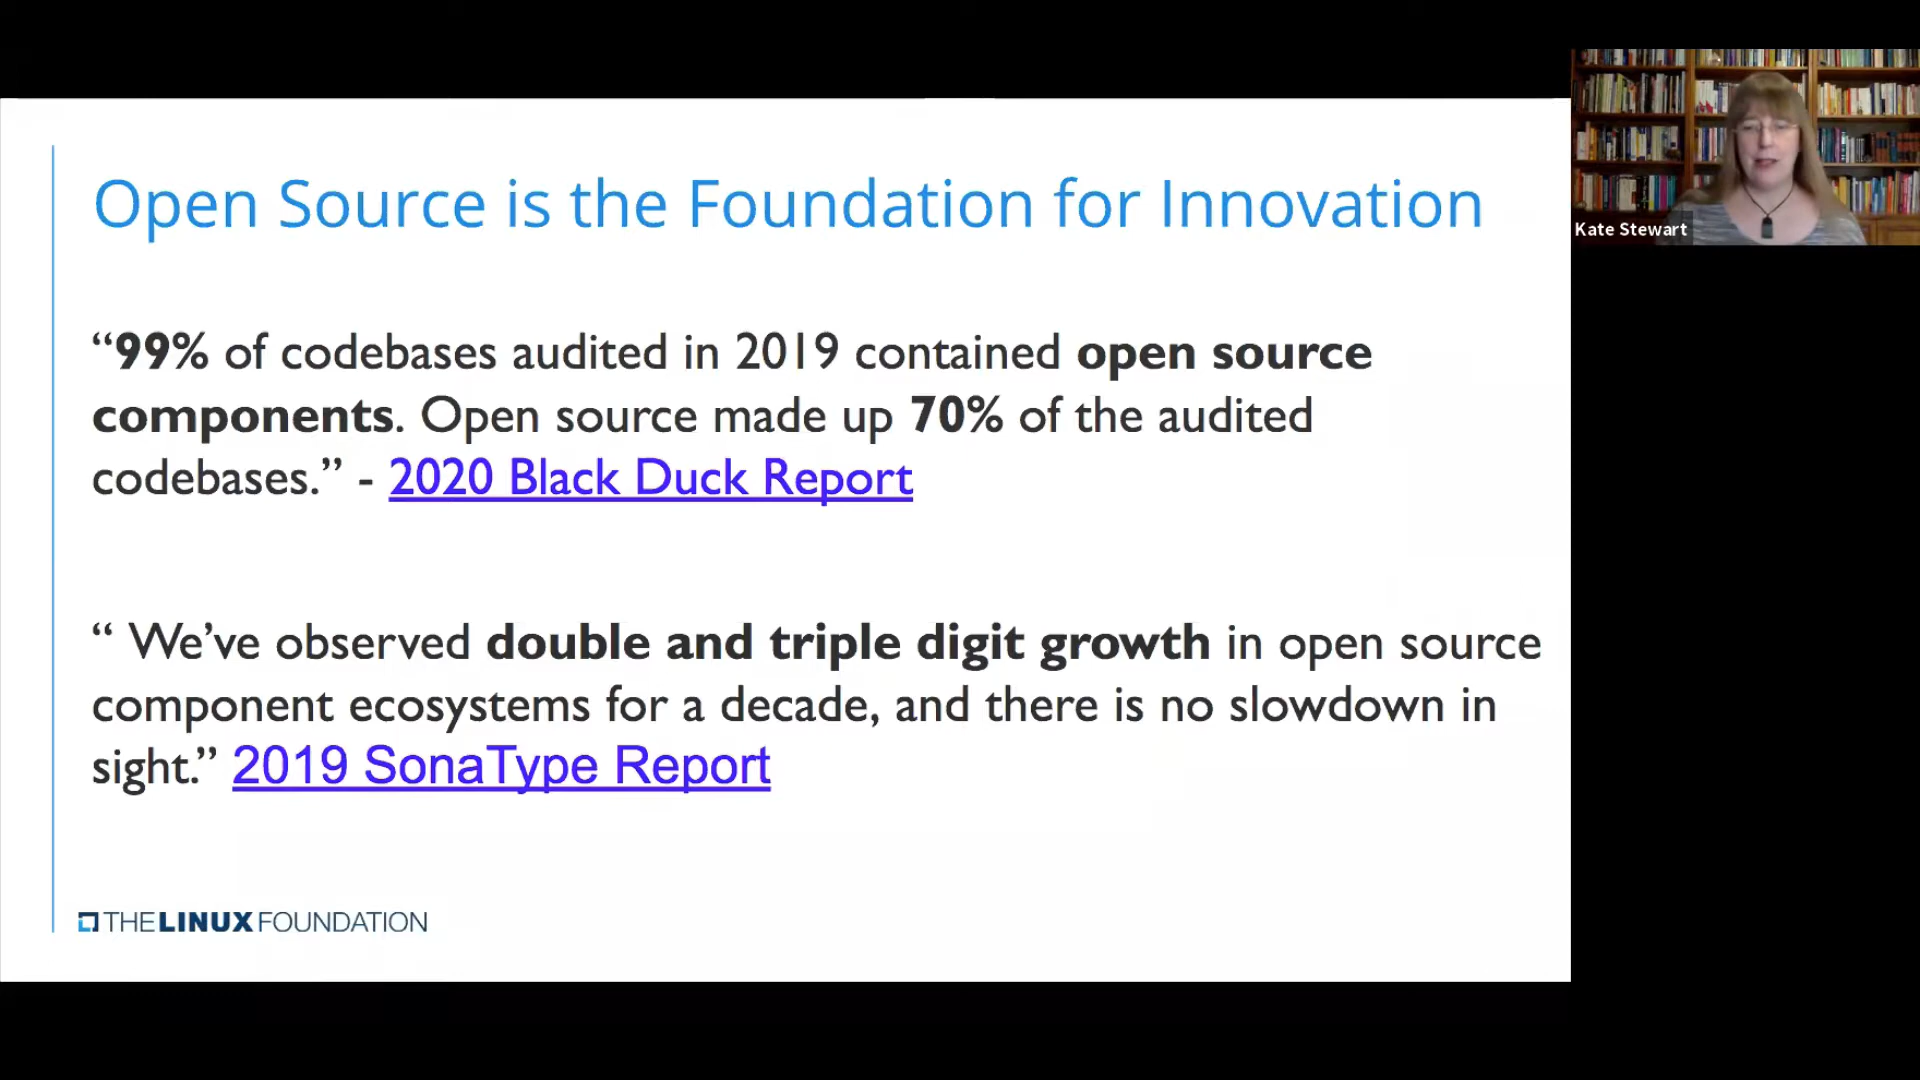 Open Source is the Foundation for Innovation
“99% of codebases audited in 2019 contained open source
components. Open source made up 70% of the audited
codebases.” - 2020 Black Duck Report
“ We’ve observed double and triple digit growth in open source
component ecosystems for a decade, and there is no slowdown in
sight.” 2019 SonaType Report
THE LINUX FOUNDATION
Kate Stewart